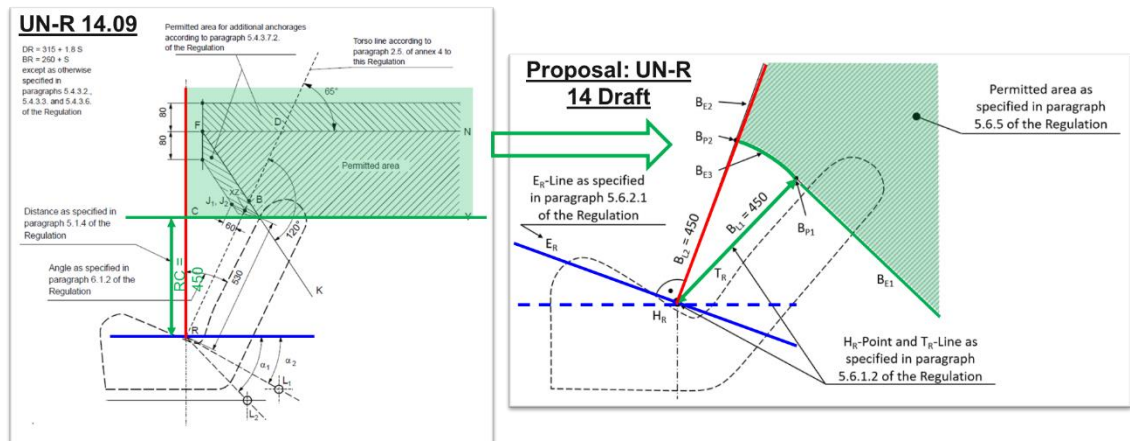 UN-R 14.09
DR = 315 + 1.8 S
BR = 260 + S
except as otherwise
specified in
paragraphs 5.4.3.2.,
5.4.3.3. and 5.4.3.6.
of the Regulation
Permitted area for additional anchorages
according to paragraph 5.4.3.7.2.
of the Regulation
Torso line according to
paragraph 2.5. of annex 4 to
this Regulation
65°
80
F
D
N
80
Permitted area
J1, J2
XZ
B
C
Y
60
120°
Distance as specified in
paragraph 5.1.4 of the
Regulation
RC = 450
Angle as specified in
paragraph 6.1.2 of the
Regulation
530
K
R
α1
α2
L1
L2
Proposal: UN-R
14 Draft
BE2
Permitted area as
specified in paragraph
5.6.5 of the Regulation
BP2
BE3
ER-Line as specified
in paragraph 5.6.2.1
of the Regulation
ER
BL2 = 450
BL1 = 450
BP1
TR
BE1
HR
HR-Point and TR-Line as
specified in paragraph
5.6.1.2 of the Regulation